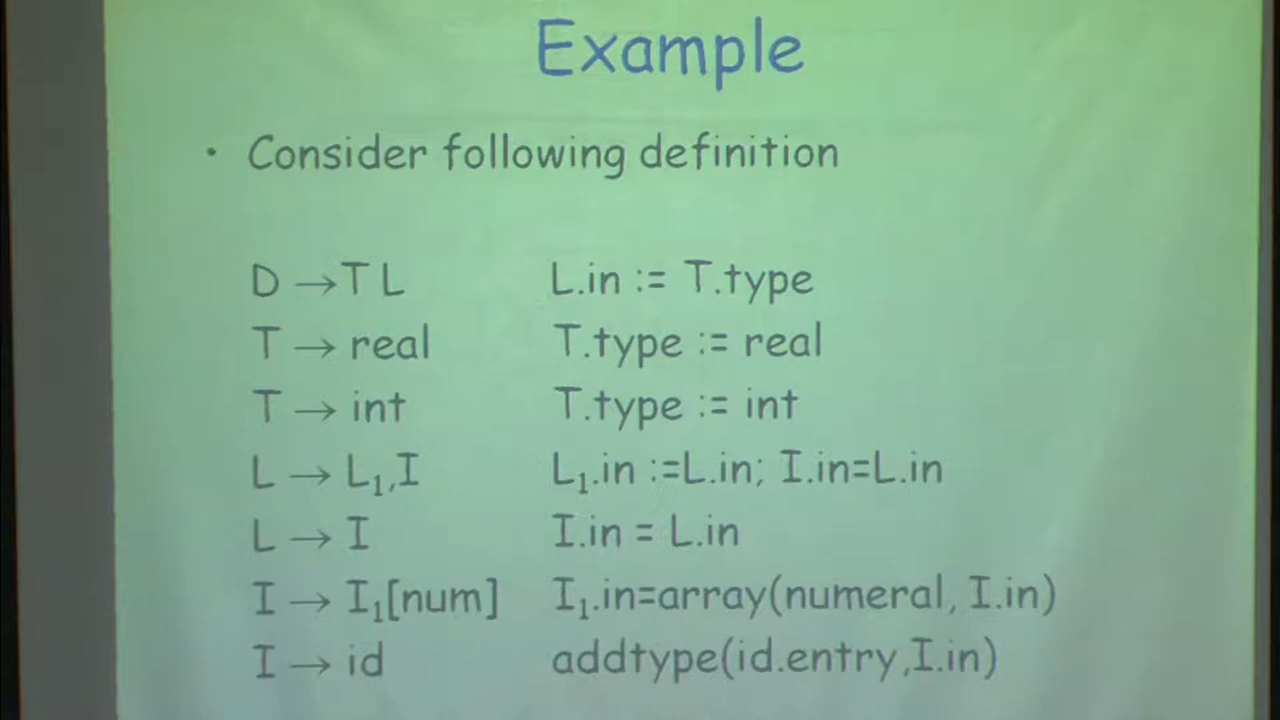 Example
• Consider following definition
D → T L L.in := T.type
T → real T.type := real
T → int T.type := int
L → L₁,I L₁.in :=L.in; I.in=L.in
L → I I.in = L.in
I → I₁[num] I₁.in=array(numeral, I.in)
I → id addtype(id.entry,I.in)